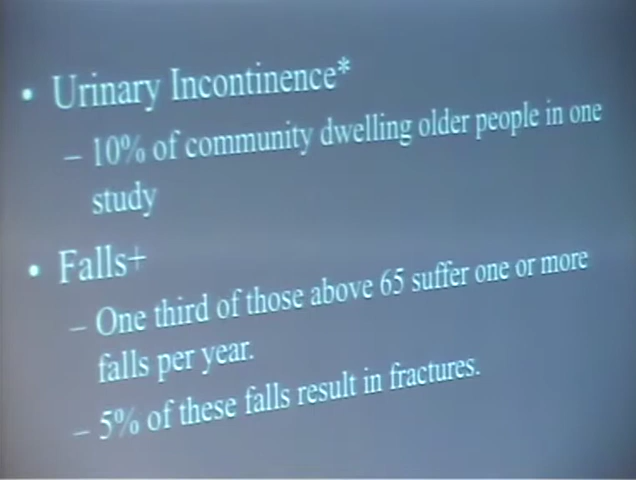 • Urinary Incontinence*
– 10% of community dwelling older people in one
study
• Falls+
– One third of those above 65 suffer one or more
falls per year.
– 5% of these falls result in fractures.